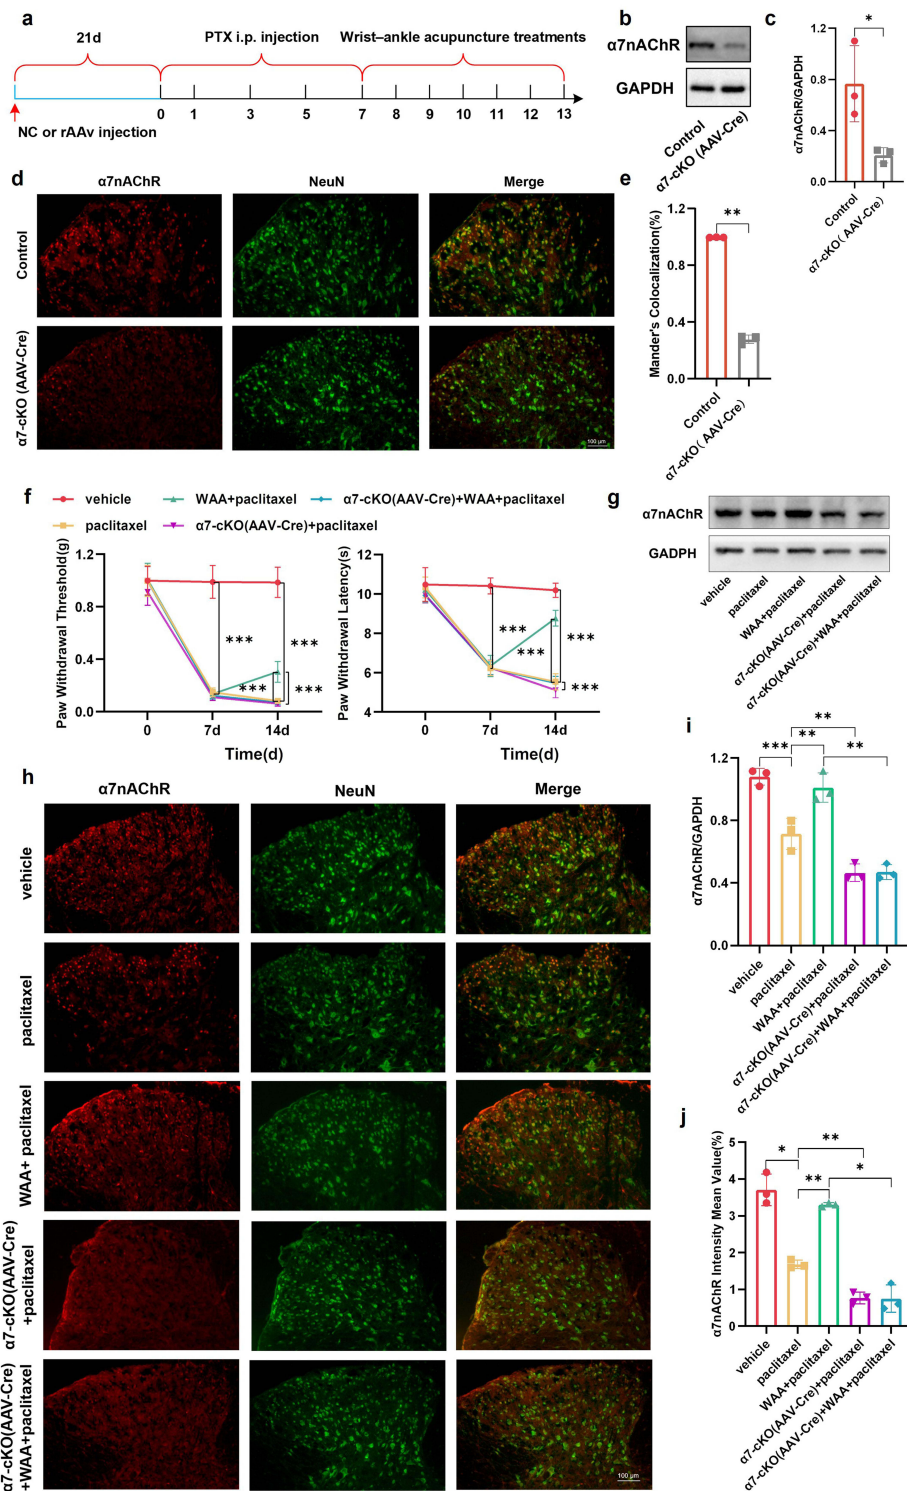 a
21d
PTX i.p. injection
Wrist–ankle acupuncture treatments
0 1 3 5 7 8 9 10 11 12 13
NC or rAAv injection
b
α7nAChR
GAPDH
Control
α7-cKO (AAV-Cre)
c
α7nAChR/GAPDH
1.2
0.8
0.4
0.0
*
Control
α7-cKO( AAV-Cre)
d
α7nAChR NeuN Merge
Control
α7-cKO (AAV-Cre)
100 μm
e
Mander's Colocalization(%)
1.2
0.8
0.4
0.0
**
Control
α7-cKO( AAV-Cre)
f
vehicle
WAA+paclitaxel
α7-cKO(AAV-Cre)+WAA+paclitaxel
paclitaxel
α7-cKO(AAV-Cre)+paclitaxel
Paw Withdrawal Threshold(g)
1.2
0.8
0.4
0.0
***
***
***
***
0 7d 14d
Time(d)
Paw Withdrawal Latency(s)
12
10
8
6
4
***
***
***
***
0 7d 14d
Time(d)
g
α7nAChR
GADPH
vehicle
paclitaxel
WAA+paclitaxel
α7-cKO(AAV-Cre)+paclitaxel
α7-cKO(AAV-Cre)+WAA+paclitaxel
h
α7nAChR NeuN Merge
vehicle
paclitaxel
WAA+ paclitaxel
α7-cKO(AAV-Cre)
+paclitaxel
α7-cKO(AAV-Cre)
+WAA+paclitaxel
100 μm
i
α7nAChR/GAPDH
1.2
0.8
0.4
0.0
**
***
**
**
vehicle
paclitaxel
WAA+paclitaxel
α7-cKO(AAV-Cre)+paclitaxel
α7-cKO(AAV-Cre)+WAA+paclitaxel
j
α7nAChR Intensity Mean Value(%)
5
4
3
2
1
0
*
**
**
*
vehicle
paclitaxel
WAA+paclitaxel
α7-cKO(AAV-Cre)+paclitaxel
α7-cKO(AAV-Cre)+WAA+paclitaxel